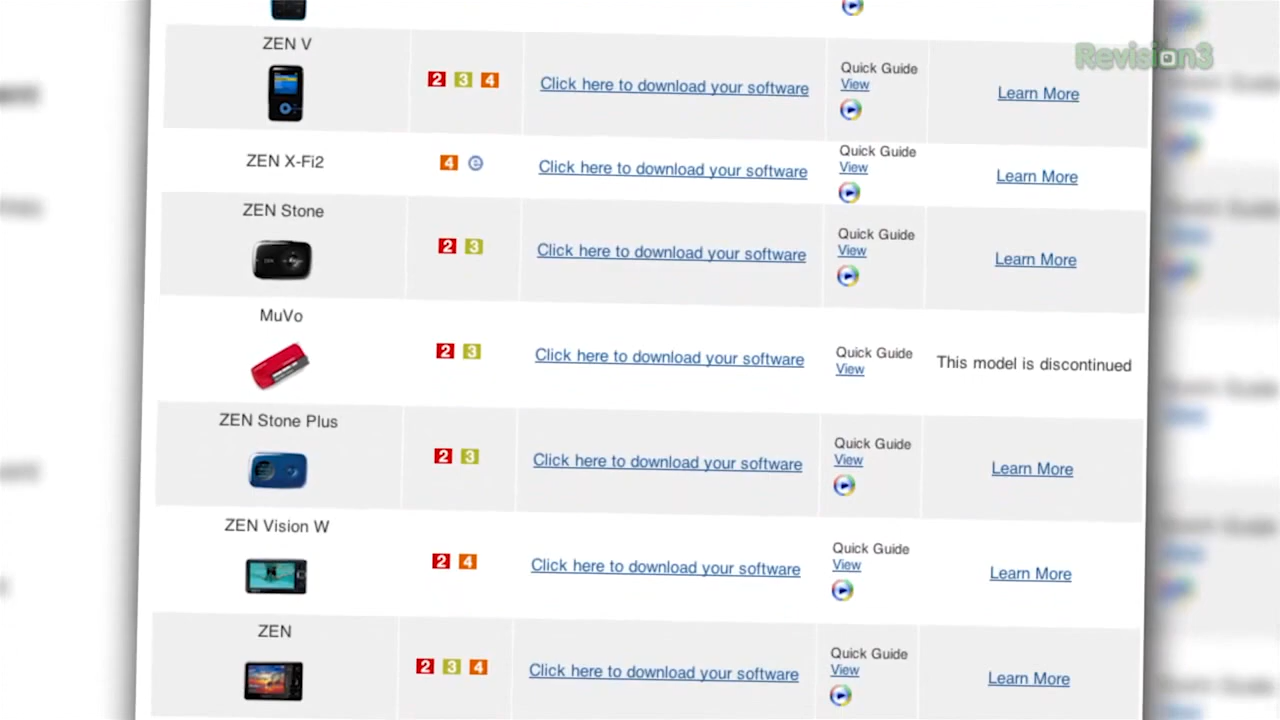 Revision3
ZEN V
2 3 4
Click here to download your software
Quick Guide
View
Learn More
ZEN X-Fi2
4 e
Click here to download your software
Quick Guide
View
Learn More
ZEN Stone
2 3
Click here to download your software
Quick Guide
View
Learn More
MuVo
2 3
Click here to download your software
Quick Guide
View
This model is discontinued
ZEN Stone Plus
2 3
Click here to download your software
Quick Guide
View
Learn More
ZEN Vision W
2 4
Click here to download your software
Quick Guide
View
Learn More
ZEN
2 3 4
Click here to download your software
Quick Guide
View
Learn More